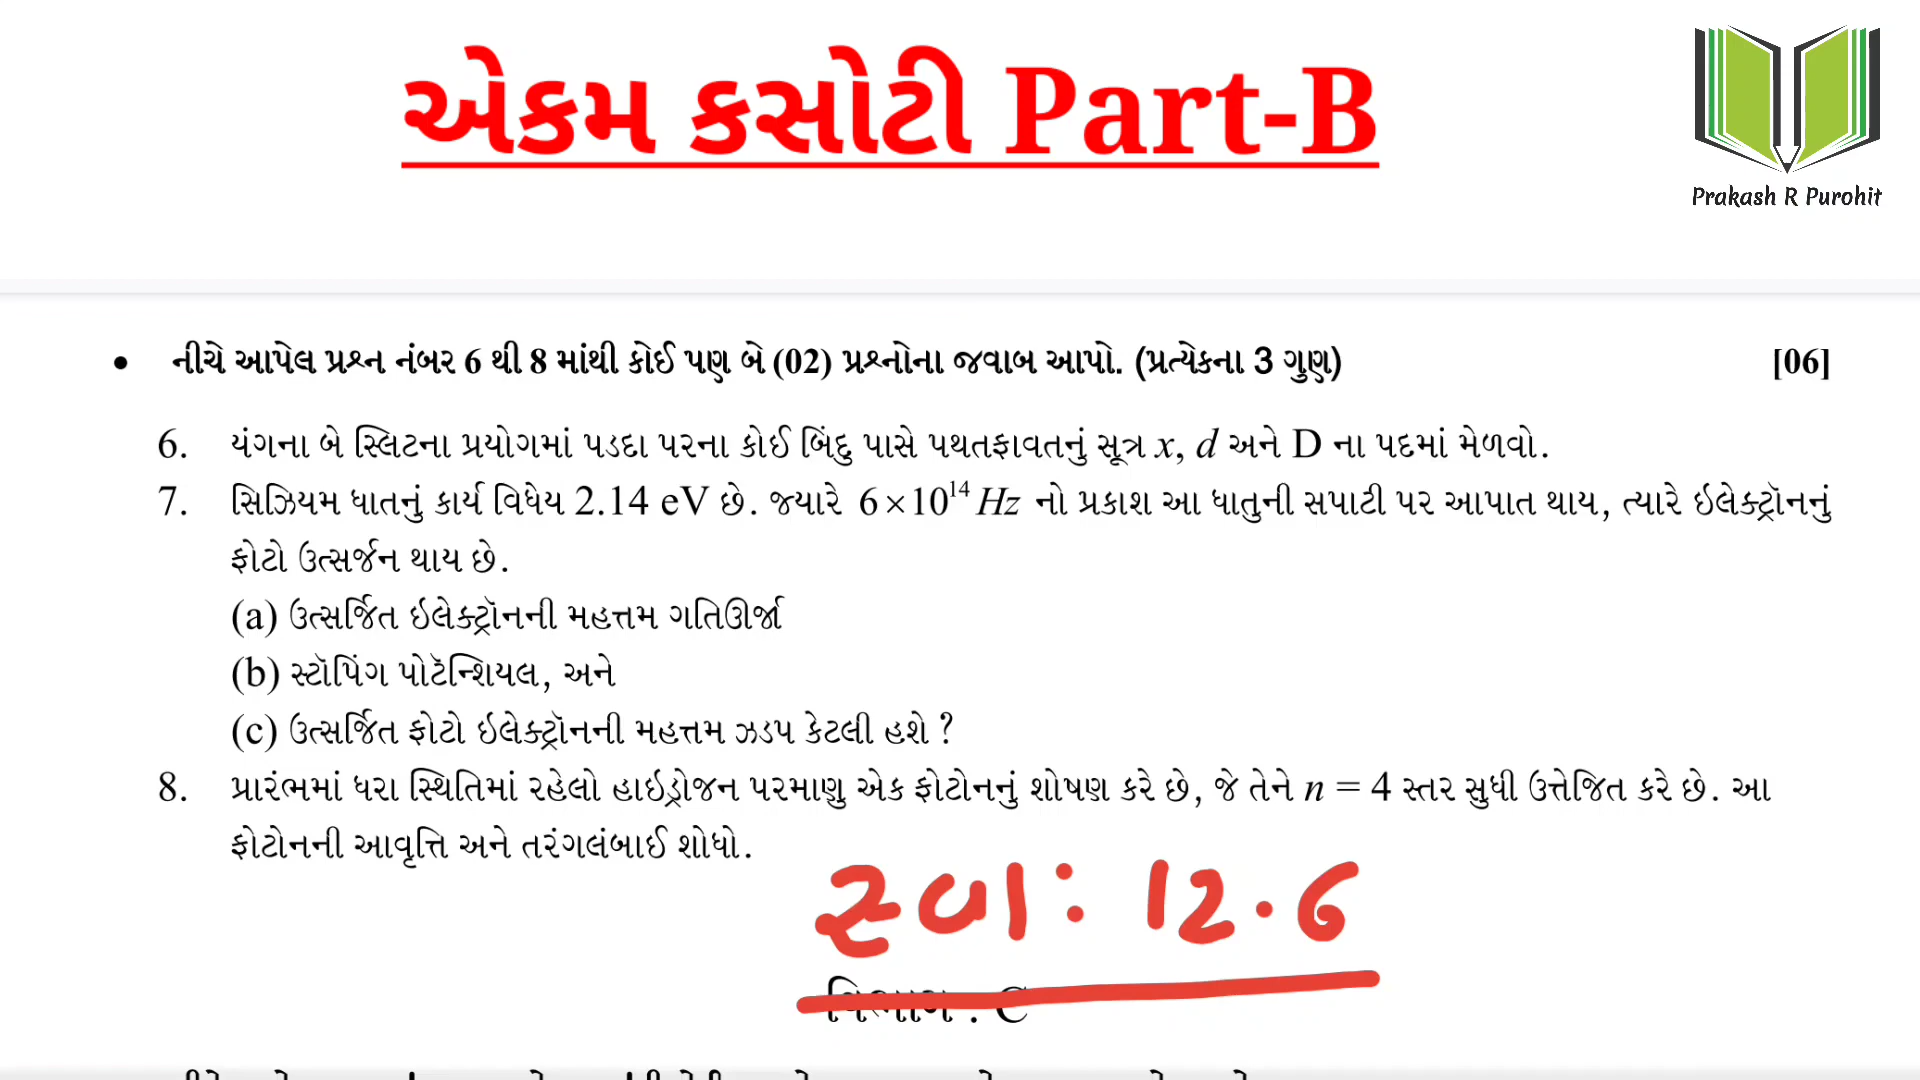 એકમ કસોટી Part-B
Prakash R Purohit
• નીચે આપેલ પ્રશ્ન નંબર 6 થી 8 માંથી કોઈ પણ બે (02) પ્રશ્નોના જવાબ આપો. (પ્રત્યેકના 3 ગુણ) [06]
6. યંગના બે સ્લિટના પ્રયોગમાં પડદા પરના કોઈ બિંદુ પાસે પથતફાવતનું સૂત્ર x, d અને D ના પદમાં મેળવો.
7. સિઝિયમ ધાતનું કાર્ય વિધેય 2.14 eV છે. જ્યારે 6×10¹⁴ Hz નો પ્રકાશ આ ધાતુની સપાટી પર આપાત થાય, ત્યારે ઇલેક્ટ્રૉનનું
ફોટો ઉત્સર્જન થાય છે.
(a) ઉત્સર્જિત ઇલેક્ટ્રૉનની મહત્તમ ગતિઊર્જા
(b) સ્ટૉપિંગ પોટૅન્શિયલ, અને
(c) ઉત્સર્જિત ફોટો ઇલેક્ટ્રૉનની મહત્તમ ઝડપ કેટલી હશે ?
8. પ્રારંભમાં ધરા સ્થિતિમાં રહેલો હાઇડ્રોજન પરમાણુ એક ફોટોનનું શોષણ કરે છે, જે તેને n = 4 સ્તર સુધી ઉત્તેજિત કરે છે. આ
ફોટોનની આવૃત્તિ અને તરંગલંબાઈ શોધો.
સ્વા: 12.6
વિભાગ : C